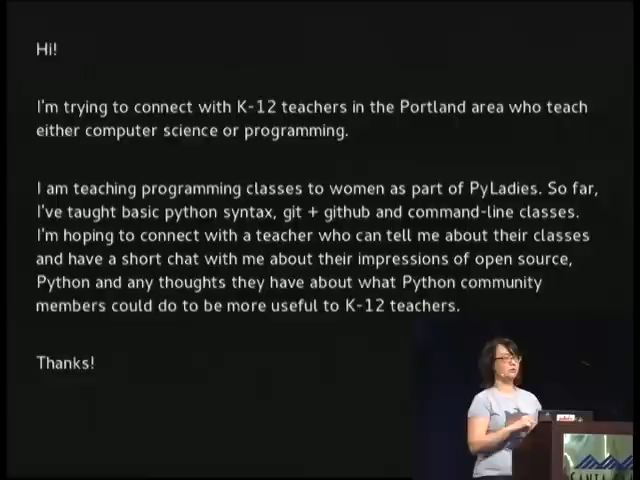 Hi!
I'm trying to connect with K-12 teachers in the Portland area who teach
either computer science or programming.
I am teaching programming classes to women as part of PyLadies. So far,
I've taught basic python syntax, git + github and command-line classes.
I'm hoping to connect with a teacher who can tell me about their classes
and have a short chat with me about their impressions of open source,
Python and any thoughts they have about what Python community
members could do to be more useful to K-12 teachers.
Thanks!
SANTA